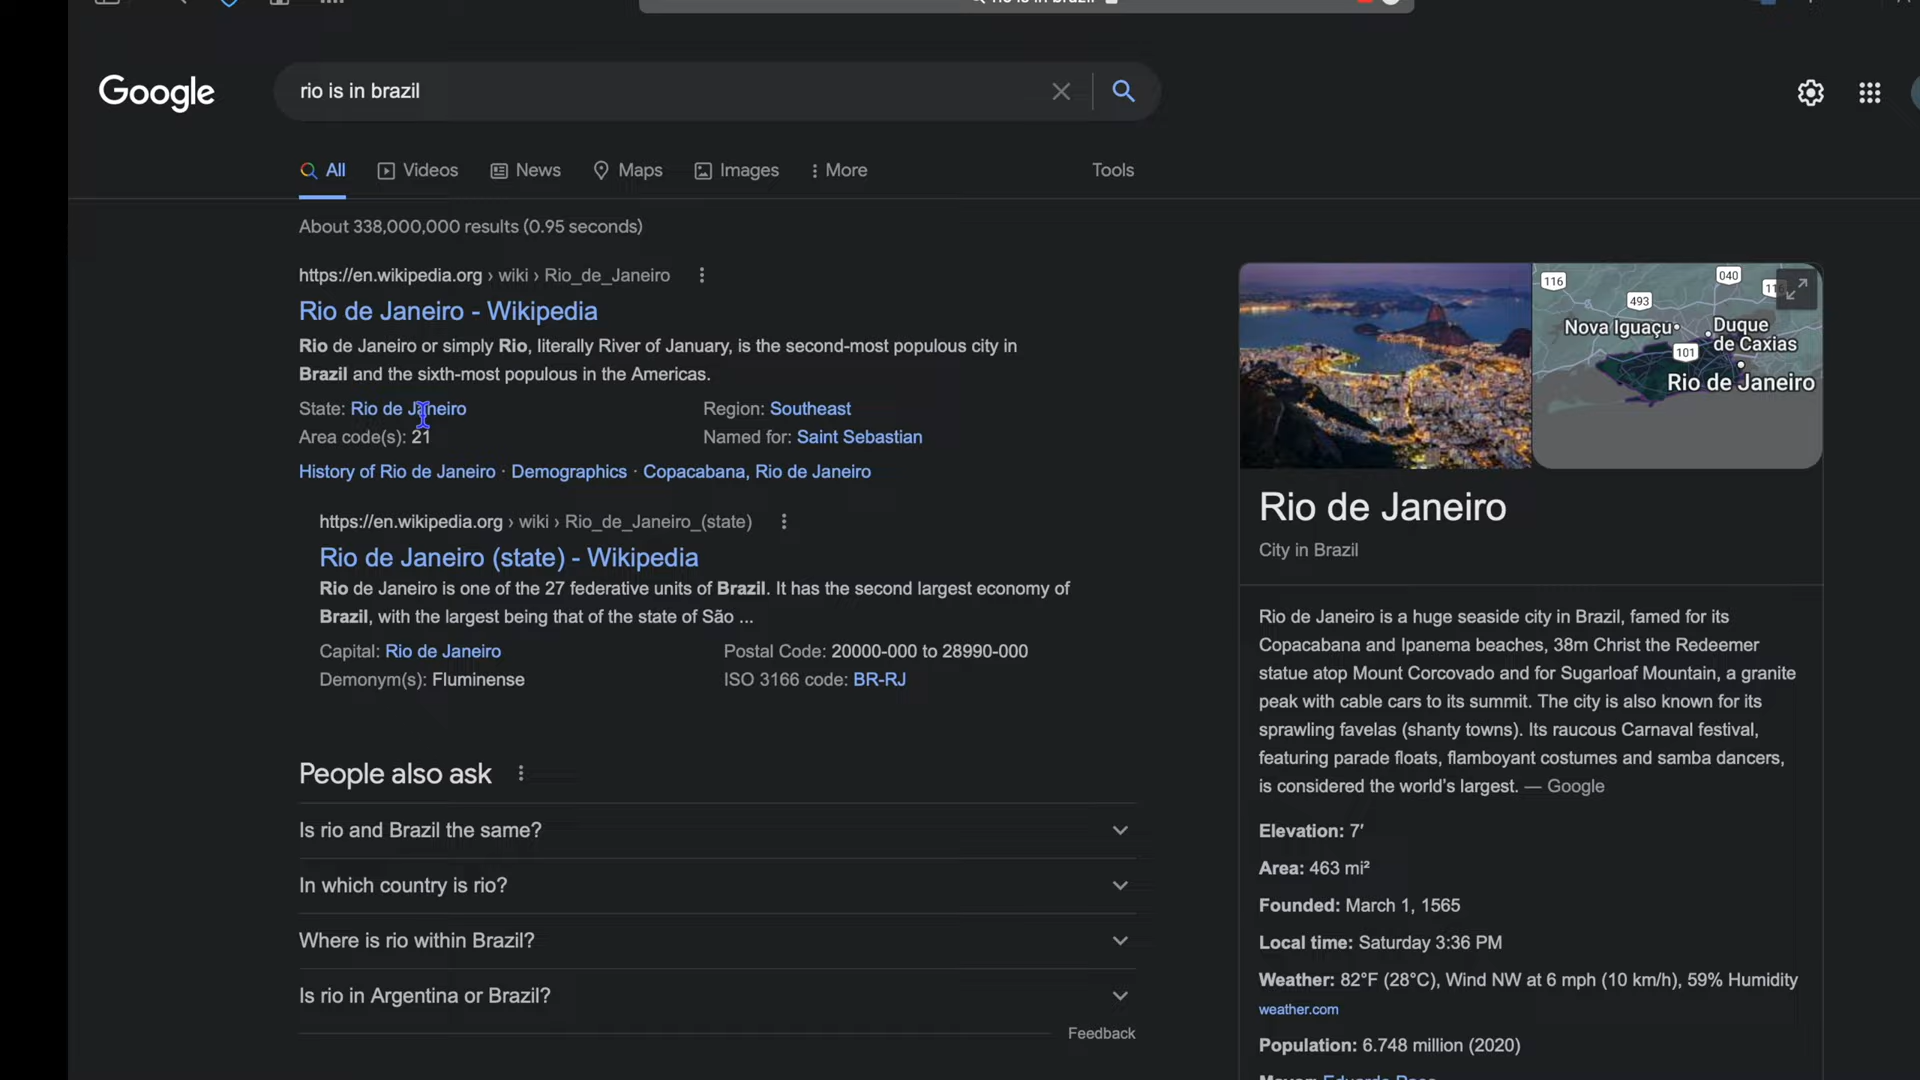 Google
rio is in brazil
All
Videos
News
Maps
Images
More
Tools
About 338,000,000 results (0.95 seconds)
https://en.wikipedia.org › wiki › Rio_de_Janeiro
Rio de Janeiro - Wikipedia
Rio de Janeiro or simply Rio, literally River of January, is the second-most populous city in
Brazil and the sixth-most populous in the Americas.
State: Rio de Janeiro
Region: Southeast
Area code(s): 21
Named for: Saint Sebastian
History of Rio de Janeiro · Demographics · Copacabana, Rio de Janeiro
https://en.wikipedia.org › wiki › Rio_de_Janeiro_(state)
Rio de Janeiro (state) - Wikipedia
Rio de Janeiro is one of the 27 federative units of Brazil. It has the second largest economy of
Brazil, with the largest being that of the state of São ...
Capital: Rio de Janeiro
Postal Code: 20000-000 to 28990-000
Demonym(s): Fluminense
ISO 3166 code: BR-RJ
People also ask
Is rio and Brazil the same?
In which country is rio?
Where is rio within Brazil?
Is rio in Argentina or Brazil?
Feedback
116
040
493
Nova Iguaçu
Duque
de Caxias
101
Rio de Janeiro
Rio de Janeiro
City in Brazil
Rio de Janeiro is a huge seaside city in Brazil, famed for its
Copacabana and Ipanema beaches, 38m Christ the Redeemer
statue atop Mount Corcovado and for Sugarloaf Mountain, a granite
peak with cable cars to its summit. The city is also known for its
sprawling favelas (shanty towns). Its raucous Carnaval festival,
featuring parade floats, flamboyant costumes and samba dancers,
is considered the world's largest. — Google
Elevation: 7′
Area: 463 mi²
Founded: March 1, 1565
Local time: Saturday 3:36 PM
Weather: 82°F (28°C), Wind NW at 6 mph (10 km/h), 59% Humidity
weather.com
Population: 6.748 million (2020)